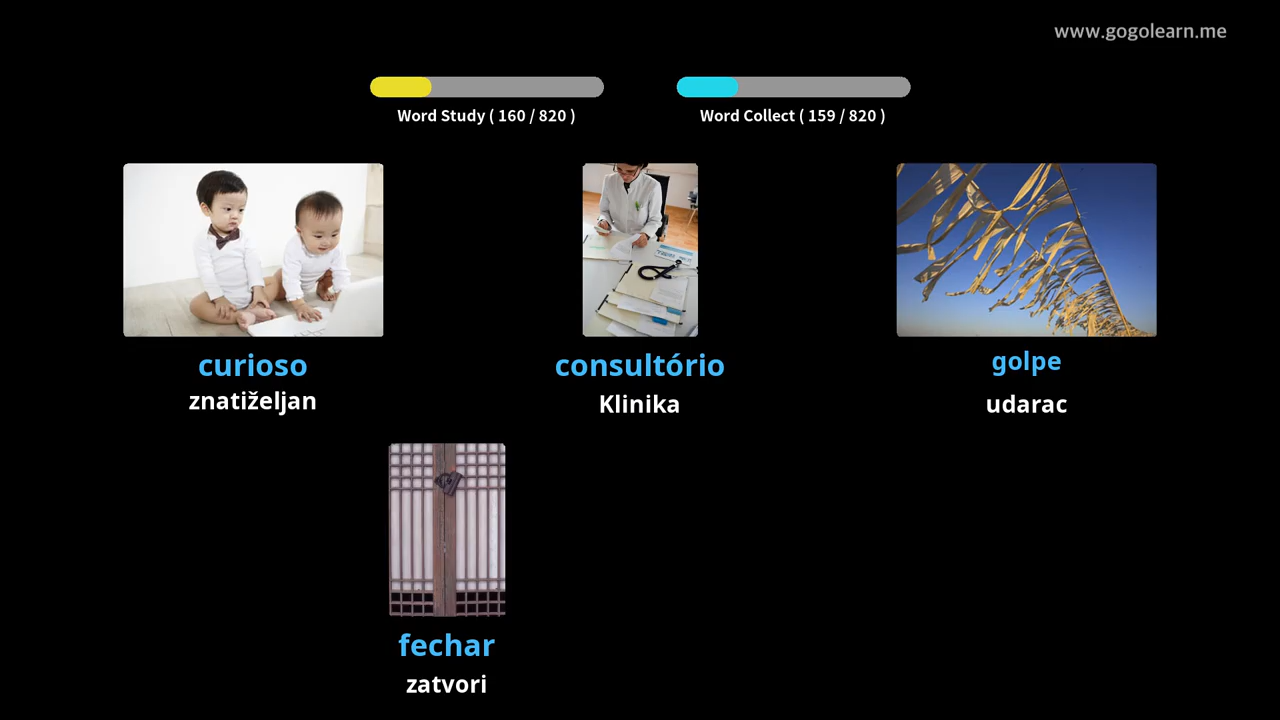 www.gogolearn.me
Word Study ( 160 / 820 )
Word Collect ( 159 / 820 )
curioso
znatiželjan
consultório
Klinika
golpe
udarac
fechar
zatvori